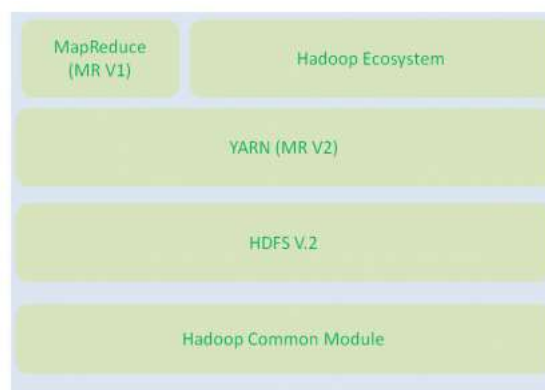 MapReduce
(MR V1)
Hadoop Ecosystem
YARN (MR V2)
HDFS V.2
Hadoop Common Module